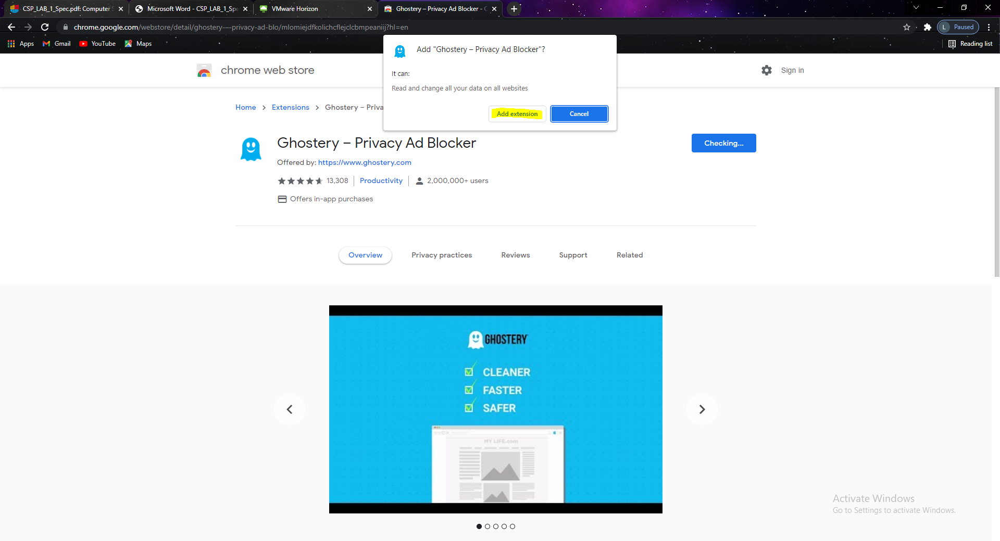 CSP_LAB_1_Spec.pdf: Computer
Microsoft Word - CSP_LAB_1_Spe
VMware Horizon
Ghostery – Privacy Ad Blocker - C
chrome.google.com/webstore/detail/ghostery-–-privacy-ad-blo/mlomiejdfkolichcflejclcbmpeaniij?hl=en
L Paused
Apps
Gmail
YouTube
Maps
Reading list
Add "Ghostery – Privacy Ad Blocker"?
It can:
Read and change all your data on all websites
Add extension
Cancel
chrome web store
Sign in
Home
Extensions
Ghostery – Priva
Ghostery – Privacy Ad Blocker
Checking...
Offered by: https://www.ghostery.com
13,308
Productivity
2,000,000+ users
Offers in-app purchases
Overview
Privacy practices
Reviews
Support
Related
GHOSTERY
CLEANER
FASTER
SAFER
MY LIFE.com
Activate Windows
Go to Settings to activate Windows.